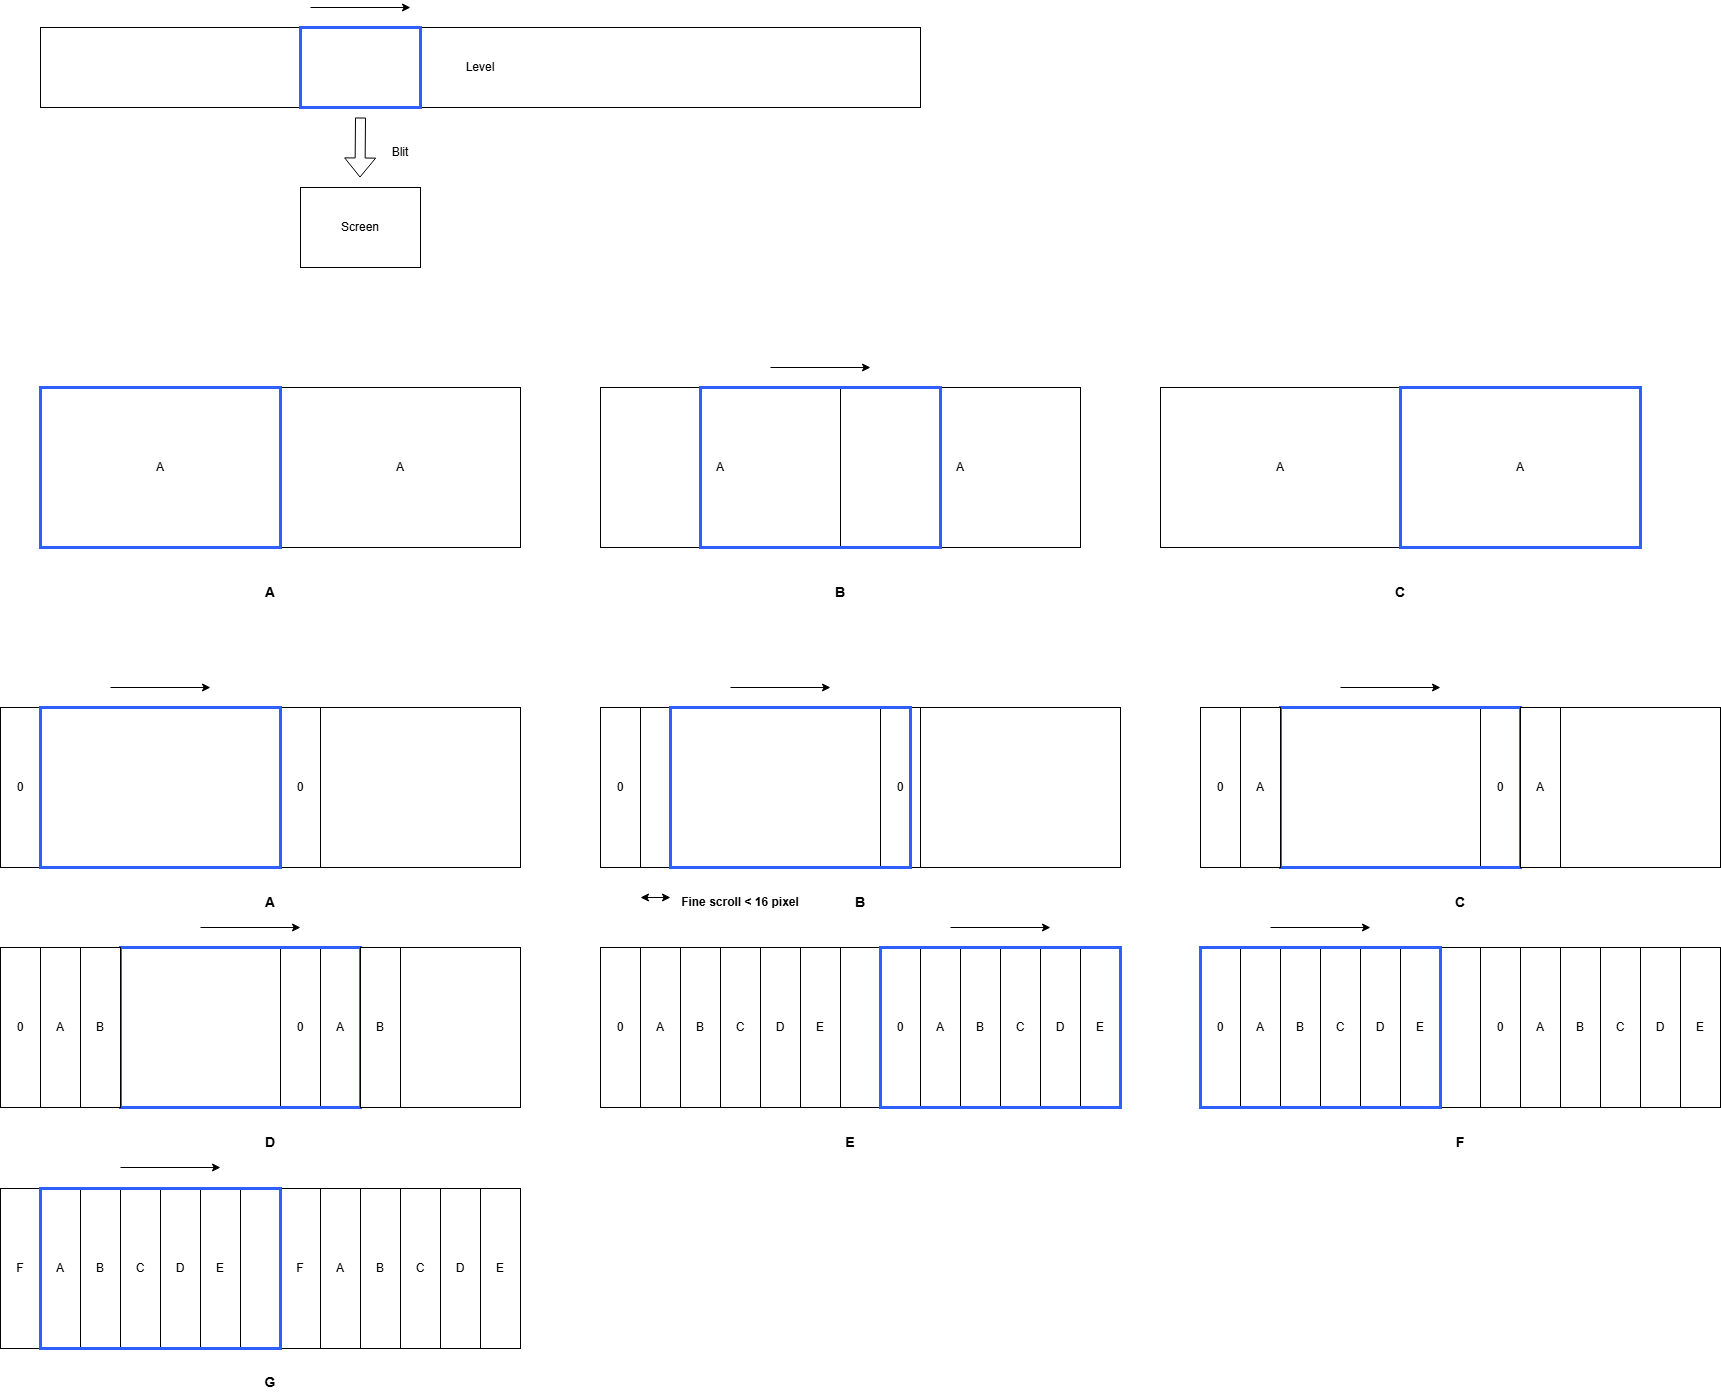 Level
Blit
Screen
A A
A A
A A
A B C
0 0
0 0
0 A 0 A
A
Fine scroll < 16 pixel
B
C
0 A B 0 A B
0 A B C D E 0 A B C D E
0 A B C D E 0 A B C D E
D E F
F A B C D E F A B C D E
G